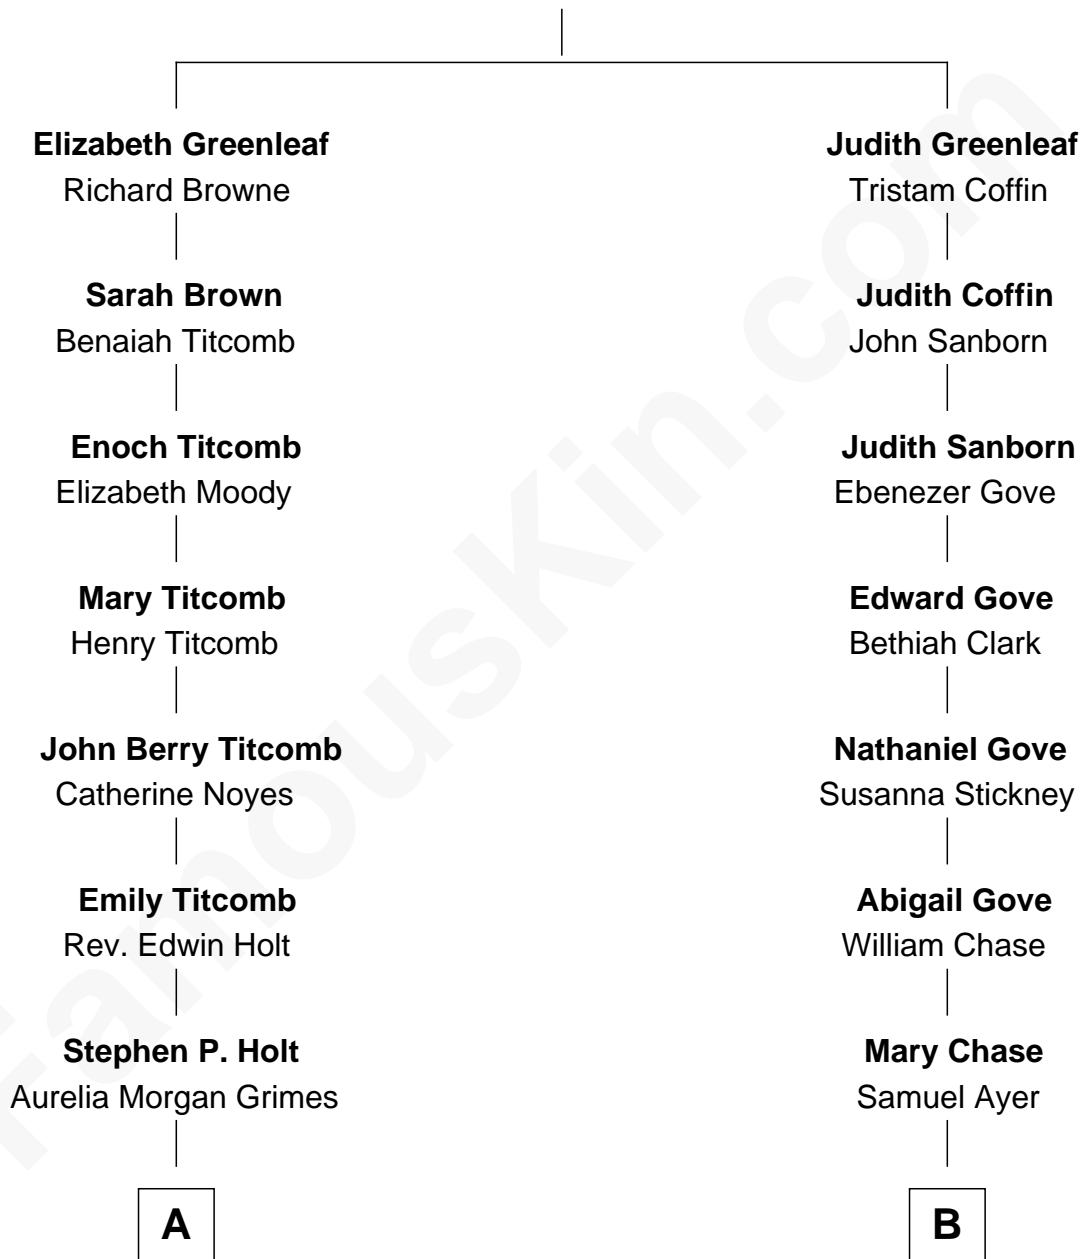 Elizabeth Greenleaf
Richard Browne
Sarah Brown
Benaiah Titcomb
Enoch Titcomb
Elizabeth Moody
Mary Titcomb
Henry Titcomb
John Berry Titcomb
Catherine Noyes
Emily Titcomb
Rev. Edwin Holt
Stephen P. Holt
Aurelia Morgan Grimes
A
Judith Greenleaf
Tristam Coffin
Judith Coffin
John Sanborn
Judith Sanborn
Ebenezer Gove
Edward Gove
Bethiah Clark
Nathaniel Gove
Susanna Stickney
Abigail Gove
William Chase
Mary Chase
Samuel Ayer
B
FamousKin.com